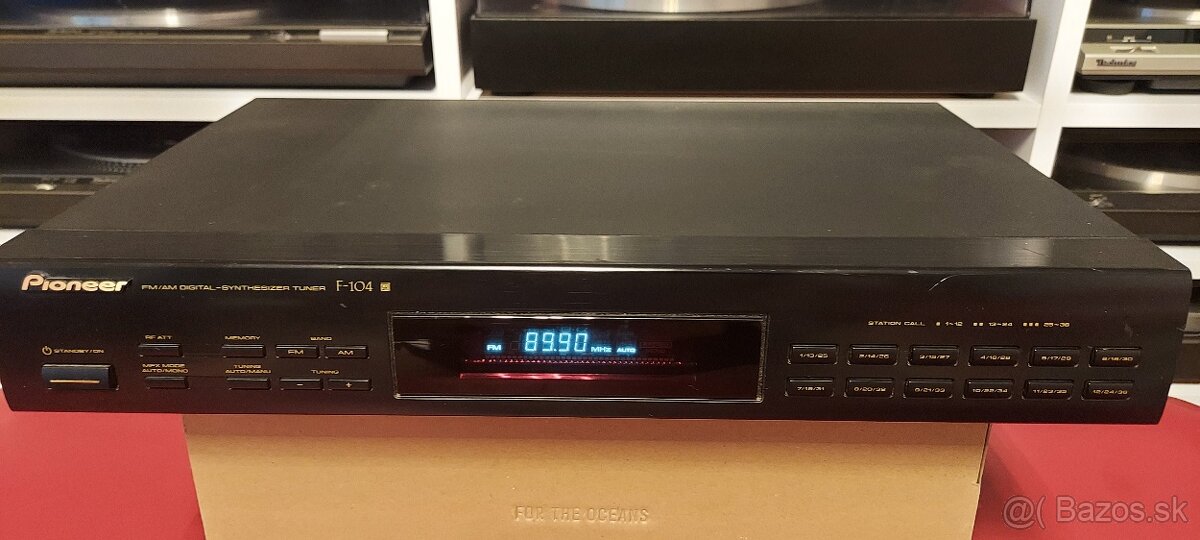 Technics
Pioneer FM/AM DIGITAL-SYNTHESIZER TUNER F-104
STATION CALL 1~12 13~24 25~36
FM 89.90 MHz AUTO
STANDBY/ON
RF ATT MEMORY BAND
FM AM
MPX MODE AUTO/MONO
TUNING AUTO/MANU
TUNING
- +
1/13/25 2/14/26 3/15/27 4/16/28 5/17/29 6/18/30
7/19/31 8/20/32 9/21/33 10/22/34 11/23/35 12/24/36
FOR THE OCEANS
@( Bazos.sk